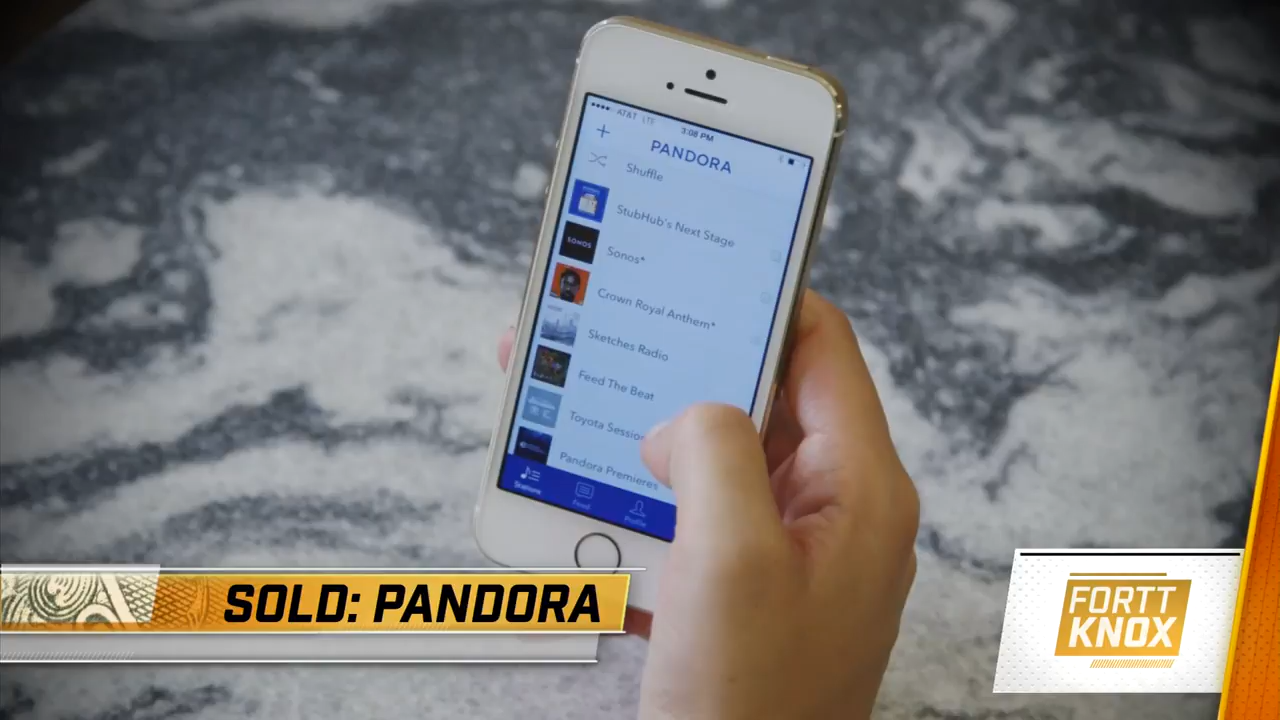 AT&T LTE
3:08 PM
PANDORA
Shuffle
StubHub's Next Stage
SONOS
Sonos*
Crown Royal Anthem*
Sketches Radio
Feed The Beat
Toyota Session
Pandora Premieres
Stations
Feed
Profile
SOLD: PANDORA
FORTT
KNOX